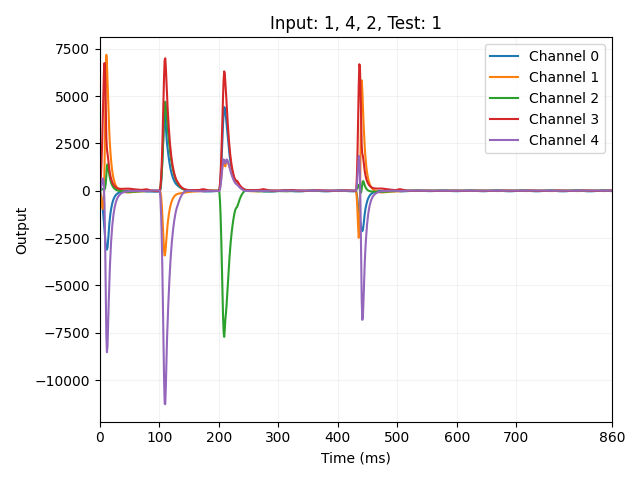 Input: 1, 4, 2, Test: 1
Output
7500
5000
2500
0
−2500
−5000
−7500
−10000
Channel 0
Channel 1
Channel 2
Channel 3
Channel 4
0 100 200 300 400 500 600 700 860
Time (ms)